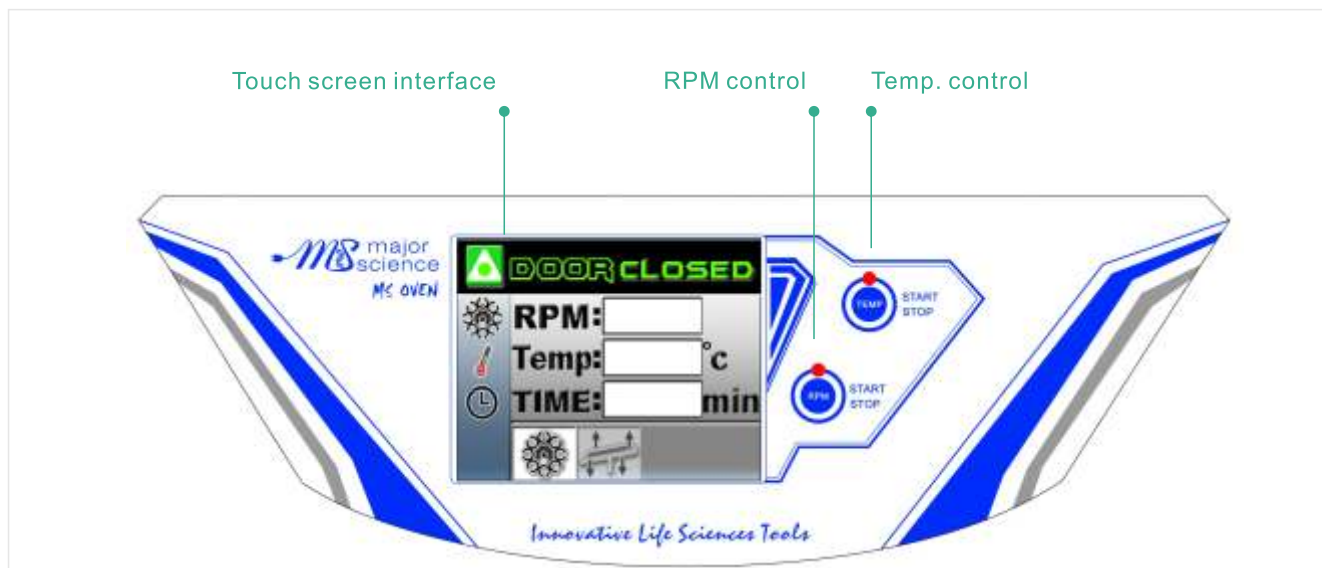 Touch screen interface
RPM control
Temp. control
MS major
science
MS OVEN
DOOR CLOSED
RPM:
Temp: °c
TIME: min
TEMP
START
STOP
RPM
START
STOP
Innovative Life Sciences Tools